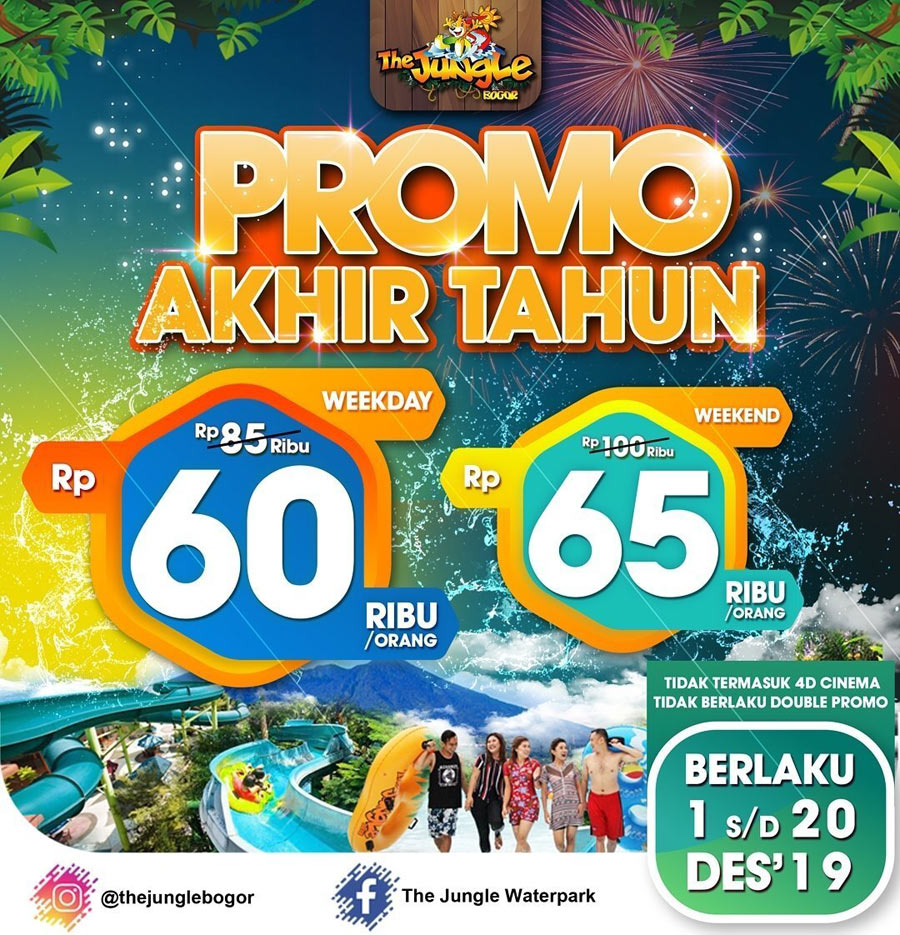 The JUNGLE
BOGOR
PROMO
AKHIR TAHUN
WEEKDAY
Rp 85 Ribu
Rp 60
RIBU
/ORANG
WEEKEND
Rp 100 Ribu
Rp 65
RIBU
/ORANG
TIDAK TERMASUK 4D CINEMA
TIDAK BERLAKU DOUBLE PROMO
BERLAKU
1 S/D 20
DES'19
@thejunglebogor
The Jungle Waterpark